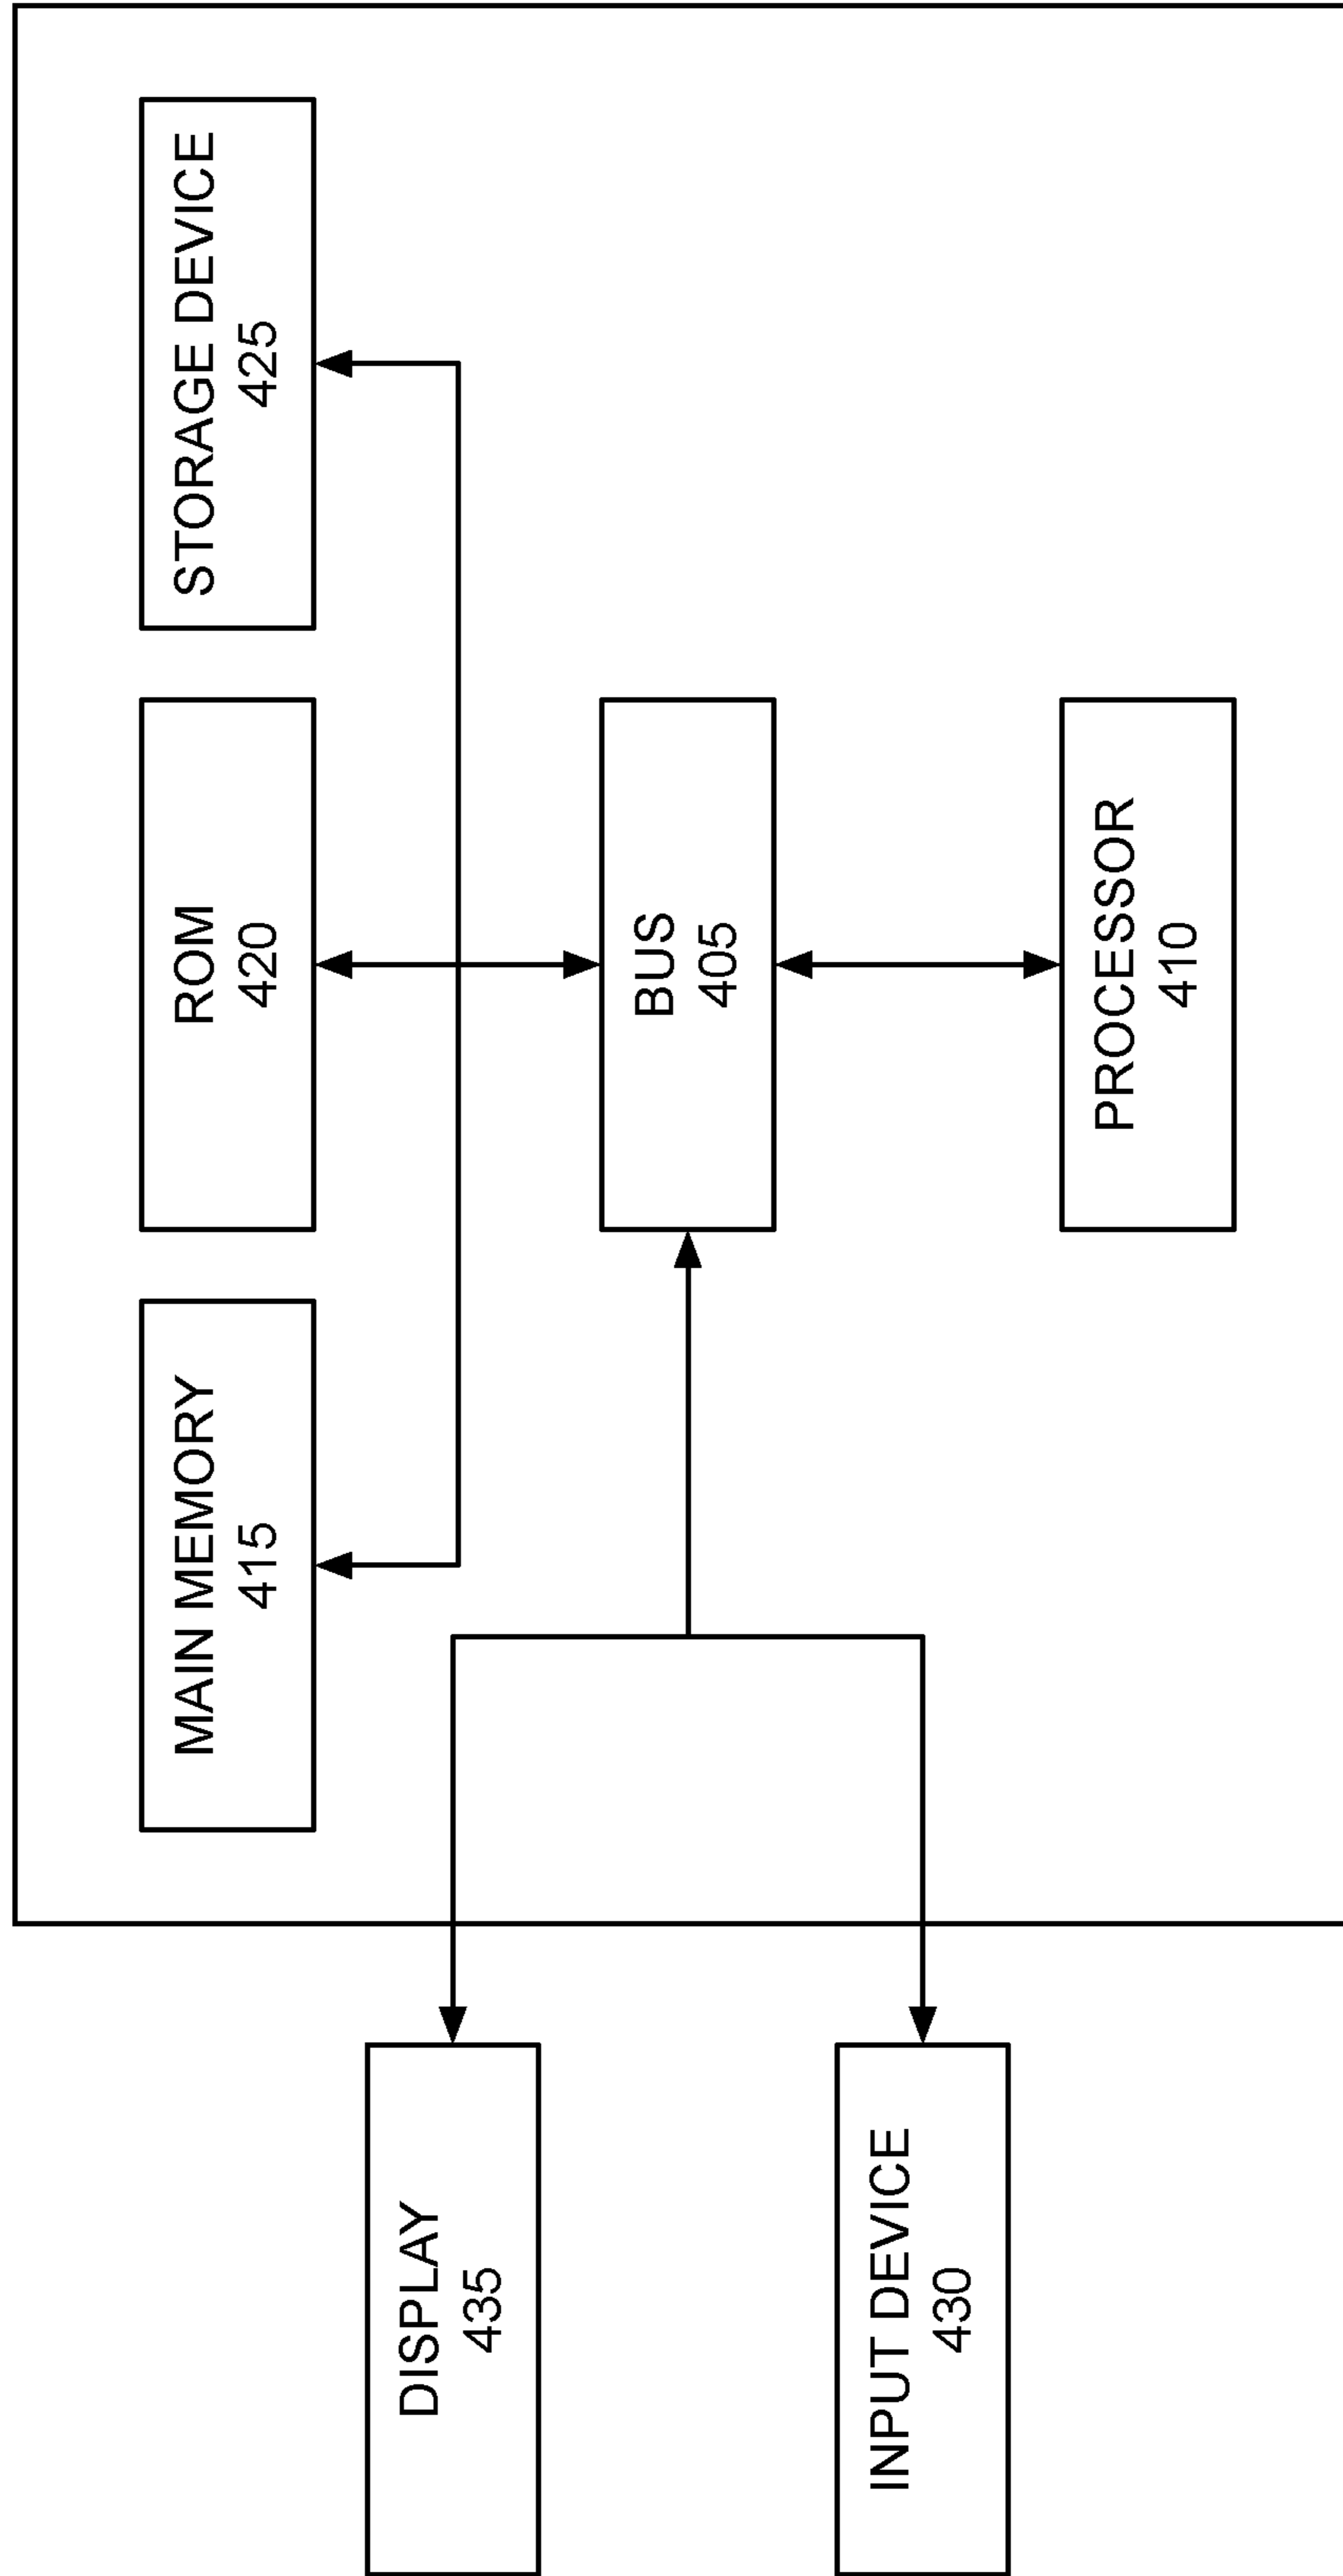 MAIN MEMORY
415
ROM
420
STORAGE DEVICE
425
DISPLAY
435
BUS
405
INPUT DEVICE
430
PROCESSOR
410